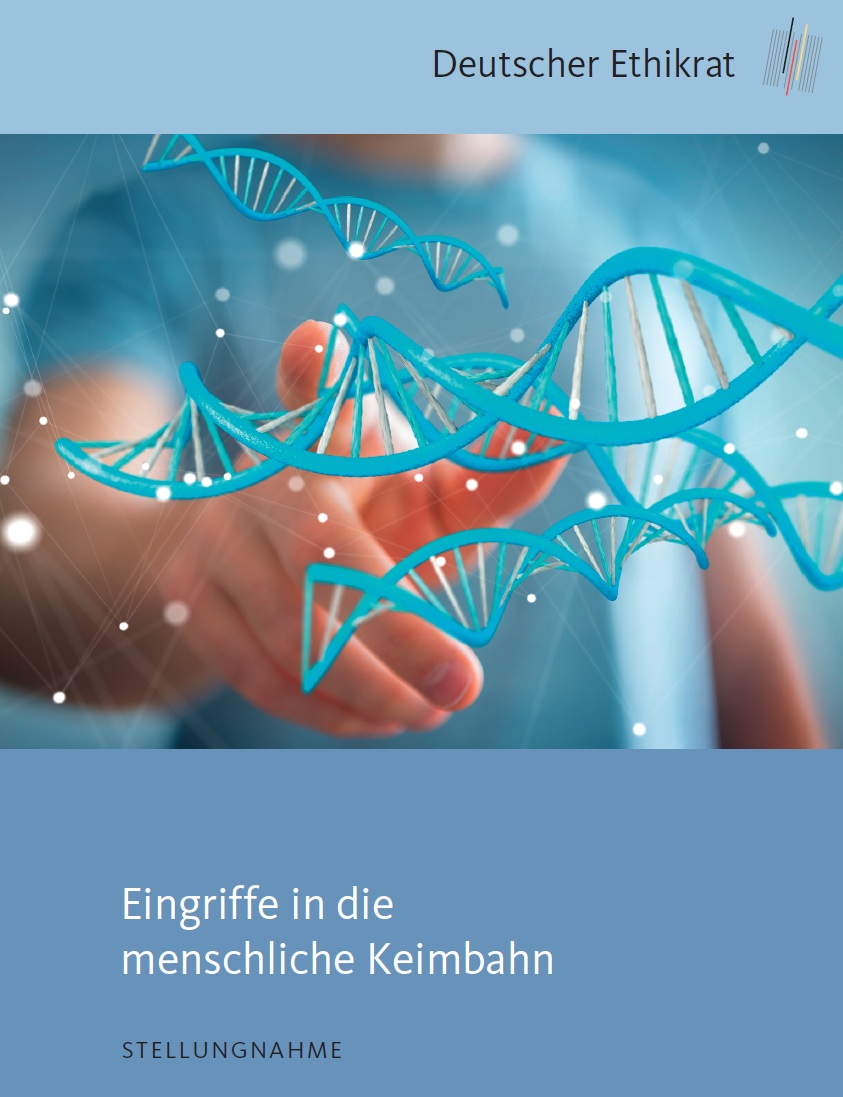 Deutscher Ethikrat
Eingriffe in die
menschliche Keimbahn
STELLUNGNAHME